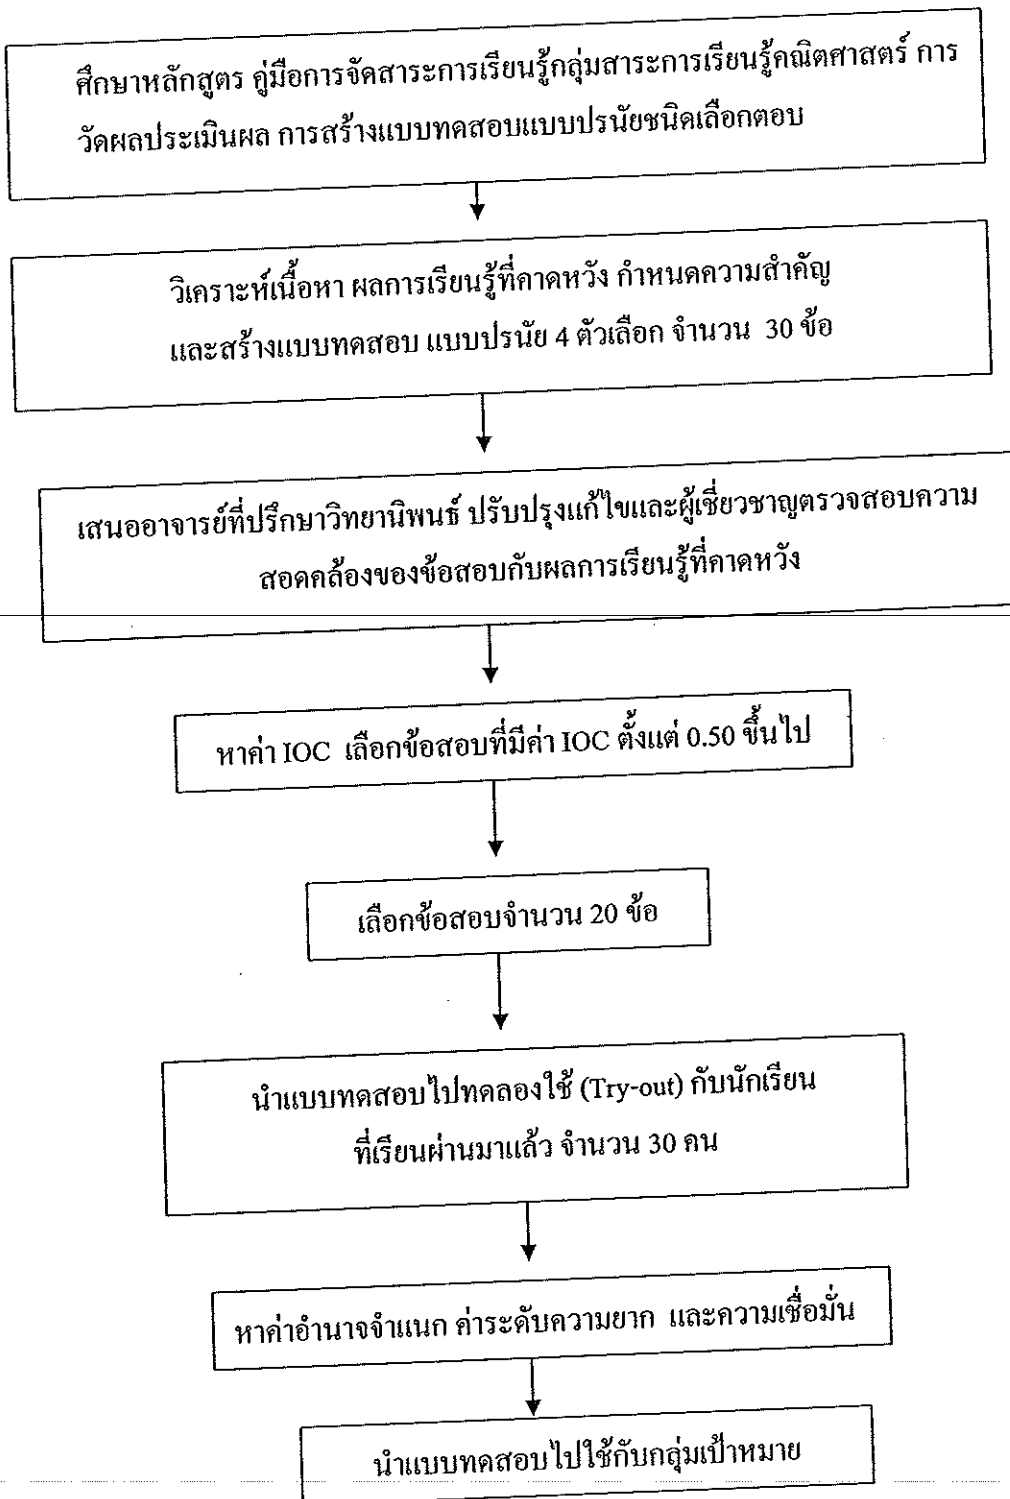 ศึกษาหลักสูตร คู่มือการจัดสาระการเรียนรู้กลุ่มสาระการเรียนรู้คณิตศาสตร์ การ
วัดผลประเมินผล การสร้างแบบทดสอบแบบปรนัยชนิดเลือกตอบ
วิเคราะห์เนื้อหา ผลการเรียนรู้ที่คาดหวัง กำหนดความสำคัญ
และสร้างแบบทดสอบ แบบปรนัย 4 ตัวเลือก จำนวน 30 ข้อ
เสนออาจารย์ที่ปรึกษาวิทยานิพนธ์ ปรับปรุงแก้ไขและผู้เชี่ยวชาญตรวจสอบความ
สอดคล้องของข้อสอบกับผลการเรียนรู้ที่คาดหวัง
หาค่า IOC เลือกข้อสอบที่มีค่า IOC ตั้งแต่ 0.50 ขึ้นไป
เลือกข้อสอบจำนวน 20 ข้อ
นำแบบทดสอบไปทดลองใช้ (Try-out) กับนักเรียน
ที่เรียนผ่านมาแล้ว จำนวน 30 คน
หาค่าอำนาจจำแนก ค่าระดับความยาก และความเชื่อมั่น
นำแบบทดสอบไปใช้กับกลุ่มเป้าหมาย